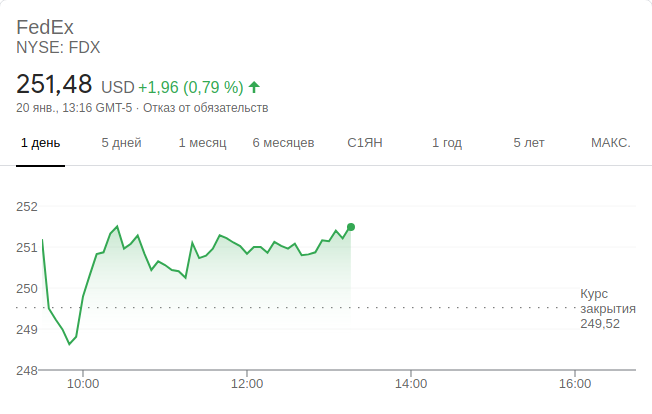 FedEx
NYSE: FDX
251,48 USD +1,96 (0,79 %)
20 янв., 13:16 GMT-5 · Отказ от обязательств
1 день 5 дней 1 месяц 6 месяцев С1ЯН 1 год 5 лет МАКС.
252
251
250
Курс
закрытия
249,52
249
248
10:00 12:00 14:00 16:00